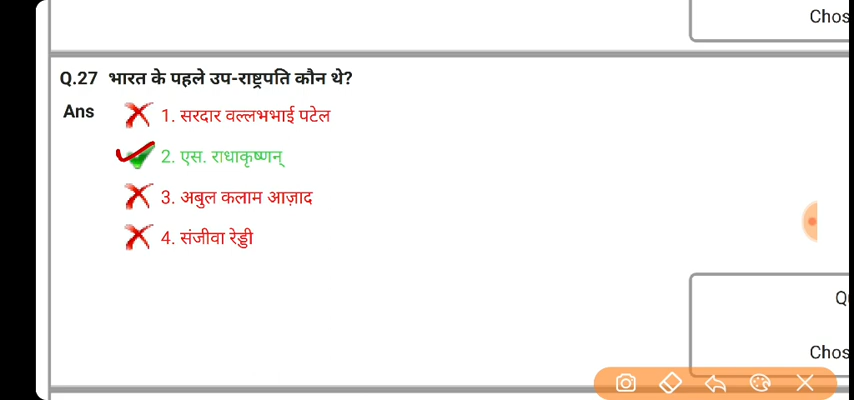 Chos
Q.27 भारत के पहले उप-राष्ट्रपति कौन थे?
Ans 1. सरदार वल्लभभाई पटेल
2. एस. राधाकृष्णन्
3. अबुल कलाम आज़ाद
4. संजीवा रेड्डी
Q
Chos